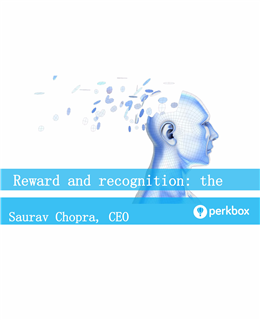 Reward and recognition: the
Saurav Chopra, CEO
perkbox